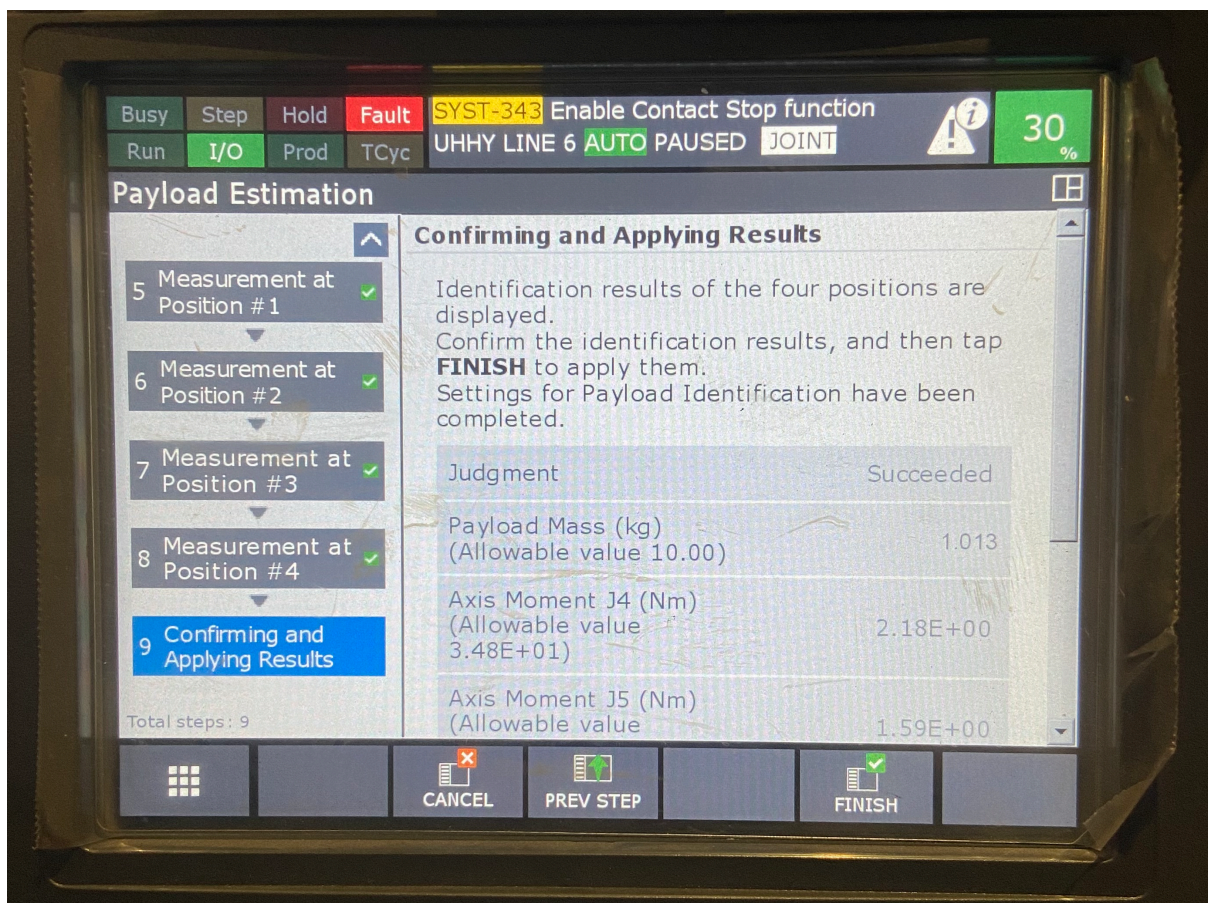 Busy Step Hold Fault
Run I/O Prod TCyc
SYST-343 Enable Contact Stop function
UHHY LINE 6 AUTO PAUSED JOINT
30
%
Payload Estimation
5 Measurement at
Position #1
6 Measurement at
Position #2
7 Measurement at
Position #3
8 Measurement at
Position #4
9 Confirming and
Applying Results
Total steps: 9
Confirming and Applying Results
Identification results of the four positions are
displayed.
Confirm the identification results, and then tap
FINISH to apply them.
Settings for Payload Identification have been
completed.
Judgment Succeeded
Payload Mass (kg)
(Allowable value 10.00) 1.013
Axis Moment J4 (Nm)
(Allowable value 2.18E+00
3.48E+01)
Axis Moment J5 (Nm)
(Allowable value 1.59E+00
CANCEL PREV STEP FINISH